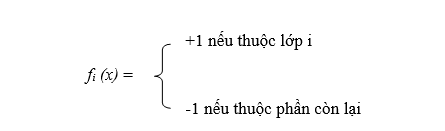 +1 nếu thuộc lớp i
fi (x) =
-1 nếu thuộc phần còn lại